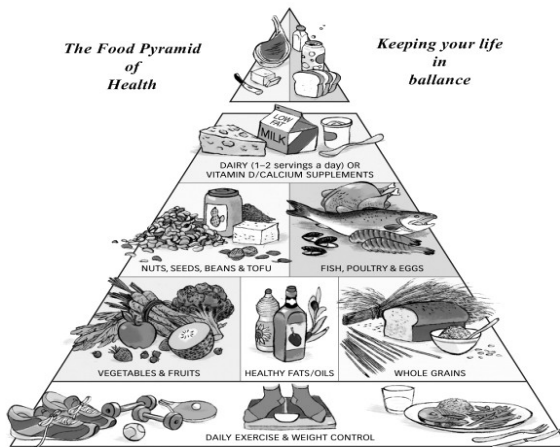 The Food Pyramid
of
Health
Keeping your life
in
ballance
LOW
FAT
MILK
DAIRY (1–2 servings a day) OR
VITAMIN D/CALCIUM SUPPLEMENTS
NUTS, SEEDS, BEANS & TOFU
FISH, POULTRY & EGGS
VEGETABLES & FRUITS
HEALTHY FATS/OILS
WHOLE GRAINS
DAILY EXERCISE & WEIGHT CONTROL